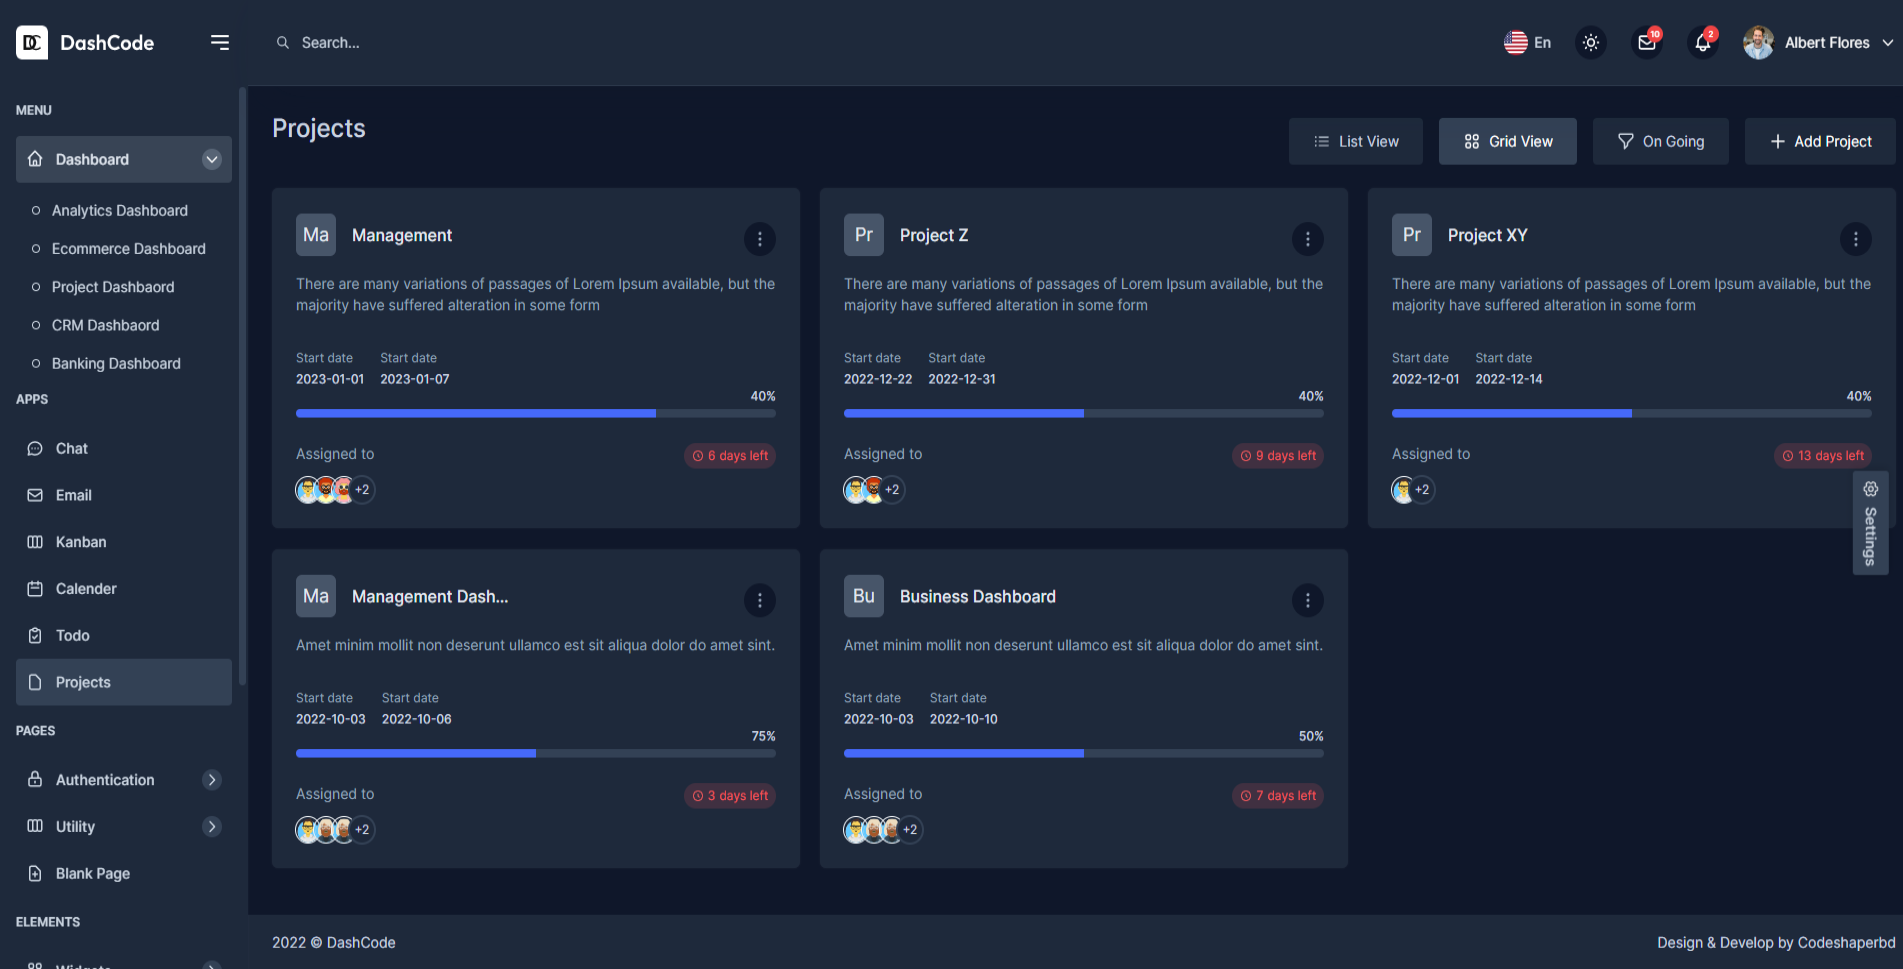 DC DashCode
Search...
En
10
2
Albert Flores
MENU
Dashboard
Analytics Dashboard
Ecommerce Dashboard
Project Dashbaord
CRM Dashbaord
Banking Dashboard
APPS
Chat
Email
Kanban
Calender
Todo
Projects
PAGES
Authentication
Utility
Blank Page
ELEMENTS
Widgets
Projects
List View
Grid View
On Going
Add Project
Ma Management
There are many variations of passages of Lorem Ipsum available, but the
majority have suffered alteration in some form
Start date Start date
2023-01-01 2023-01-07
40%
Assigned to
6 days left
+2
Pr Project Z
There are many variations of passages of Lorem Ipsum available, but the
majority have suffered alteration in some form
Start date Start date
2022-12-22 2022-12-31
40%
Assigned to
9 days left
+2
Pr Project XY
There are many variations of passages of Lorem Ipsum available, but the
majority have suffered alteration in some form
Start date Start date
2022-12-01 2022-12-14
40%
Assigned to
13 days left
+2
Settings
Ma Management Dash...
Amet minim mollit non deserunt ullamco est sit aliqua dolor do amet sint.
Start date Start date
2022-10-03 2022-10-06
75%
Assigned to
3 days left
+2
Bu Business Dashboard
Amet minim mollit non deserunt ullamco est sit aliqua dolor do amet sint.
Start date Start date
2022-10-03 2022-10-10
50%
Assigned to
7 days left
+2
2022 © DashCode
Design & Develop by Codeshaperbd